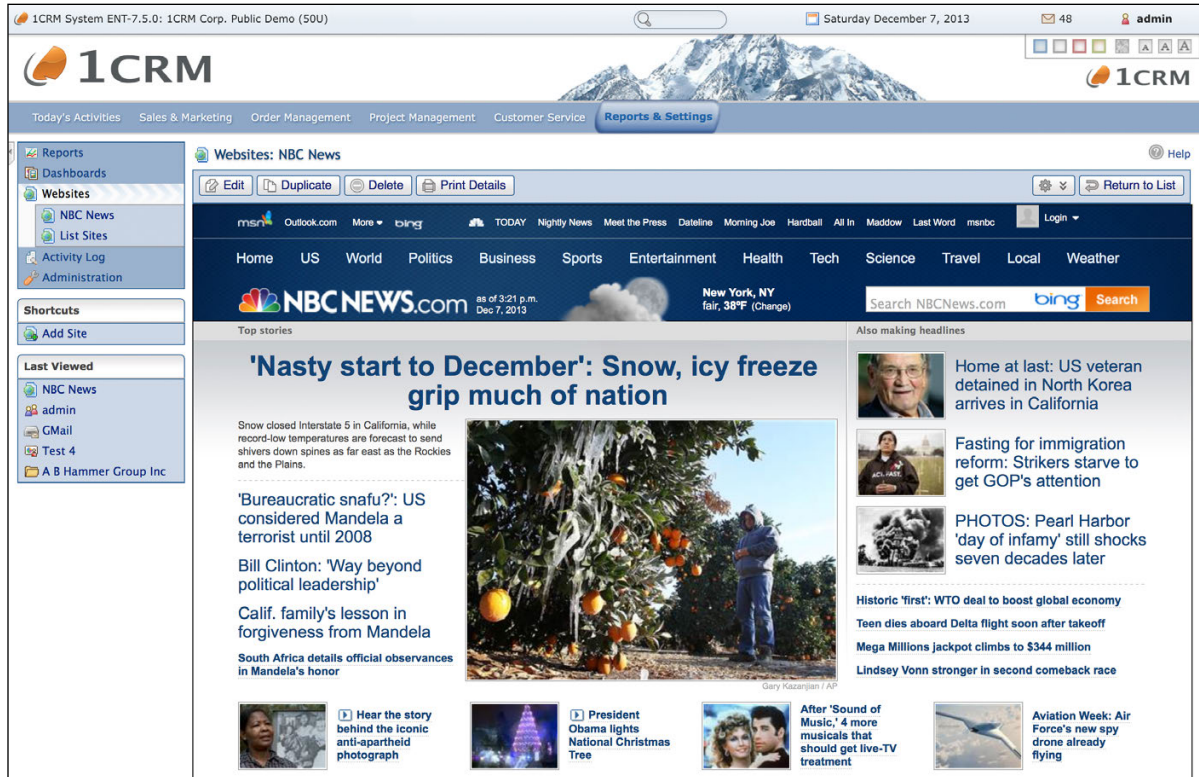 1CRM System ENT-7.5.0: 1CRM Corp. Public Demo (50U)
Saturday December 7, 2013
48
admin
1CRM
A A A
1CRM
Today's Activities Sales & Marketing Order Management Project Management Customer Service Reports & Settings
Reports
Dashboards
Websites
NBC News
List Sites
Activity Log
Administration
Shortcuts
Add Site
Last Viewed
NBC News
admin
GMail
Test 4
A B Hammer Group Inc
Websites: NBC News
Help
Edit Duplicate Delete Print Details Return to List
msn Outlook.com More bing TODAY Nightly News Meet the Press Dateline Morning Joe Hardball All In Maddow Last Word msnbc Login
Home US World Politics Business Sports Entertainment Health Tech Science Travel Local Weather
NBCNEWS.com
as of 3:21 p.m.
Dec 7, 2013
New York, NY
fair, 38°F (Change)
Search NBCNews.com bing Search
Top stories
'Nasty start to December': Snow, icy freeze
grip much of nation
Snow closed Interstate 5 in California, while
record-low temperatures are forecast to send
shivers down spines as far east as the Rockies
and the Plains.
'Bureaucratic snafu?': US
considered Mandela a
terrorist until 2008
Bill Clinton: 'Way beyond
political leadership'
Calif. family's lesson in
forgiveness from Mandela
South Africa details official observances
in Mandela's honor
Gary Kazanjian / AP
Also making headlines
Home at last: US veteran
detained in North Korea
arrives in California
Fasting for immigration
reform: Strikers starve to
get GOP's attention
PHOTOS: Pearl Harbor
'day of infamy' still shocks
seven decades later
Historic 'first': WTO deal to boost global economy
Teen dies aboard Delta flight soon after takeoff
Mega Millions jackpot climbs to $344 million
Lindsey Vonn stronger in second comeback race
Hear the story
behind the iconic
anti-apartheid
photograph
President
Obama lights
National Christmas
Tree
After 'Sound of
Music,' 4 more
musicals that
should get live-TV
treatment
Aviation Week: Air
Force's new spy
drone already
flying